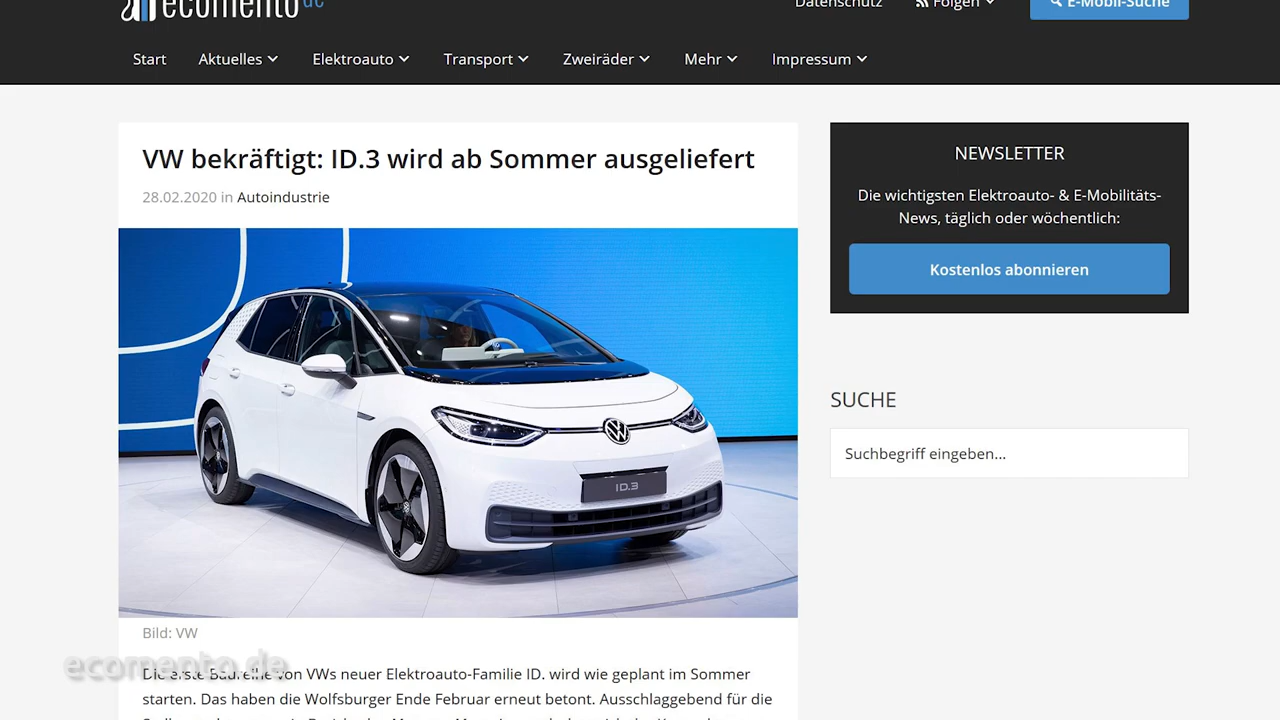 ecomento de
Datenschutz
Folgen
E-Mobil-Suche
Start
Aktuelles
Elektroauto
Transport
Zweiräder
Mehr
Impressum
VW bekräftigt: ID.3 wird ab Sommer ausgeliefert
28.02.2020 in Autoindustrie
ID.3
Bild: VW
Die erste Baureihe von VWs neuer Elektroauto-Familie ID. wird wie geplant im Sommer
starten. Das haben die Wolfsburger Ende Februar erneut betont. Ausschlaggebend für die
ecomento.de
NEWSLETTER
Die wichtigsten Elektroauto- & E-Mobilitäts-
News, täglich oder wöchentlich:
Kostenlos abonnieren
SUCHE
Suchbegriff eingeben...